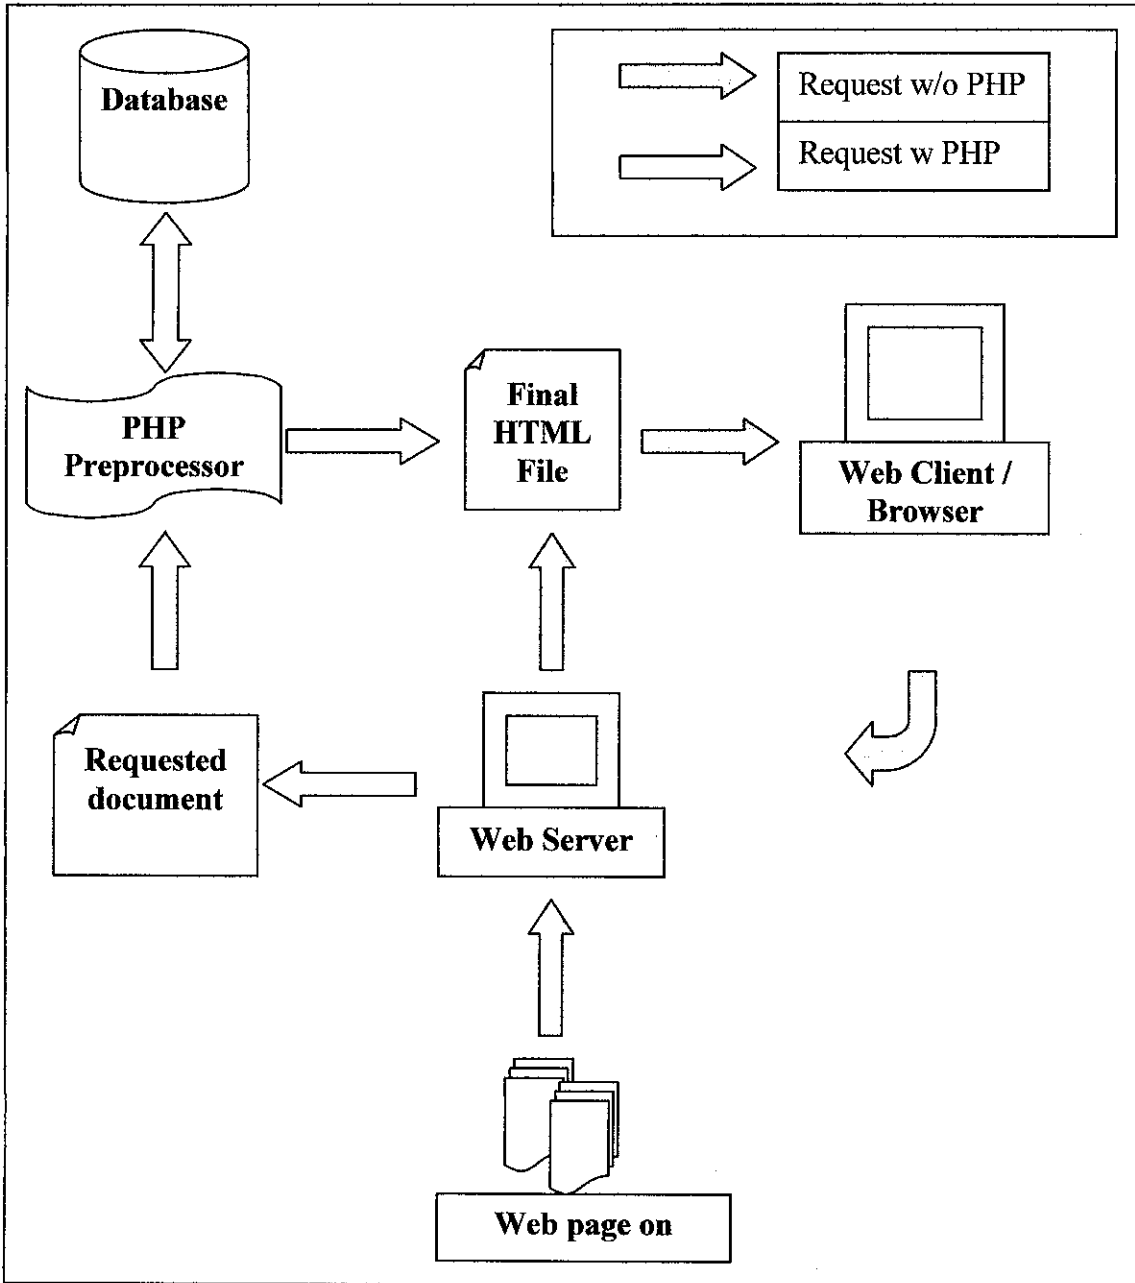 Database
Request w/o PHP
Request w PHP
PHP
Preprocessor
Final
HTML
File
Web Client /
Browser
Requested
document
Web Server
Web page on